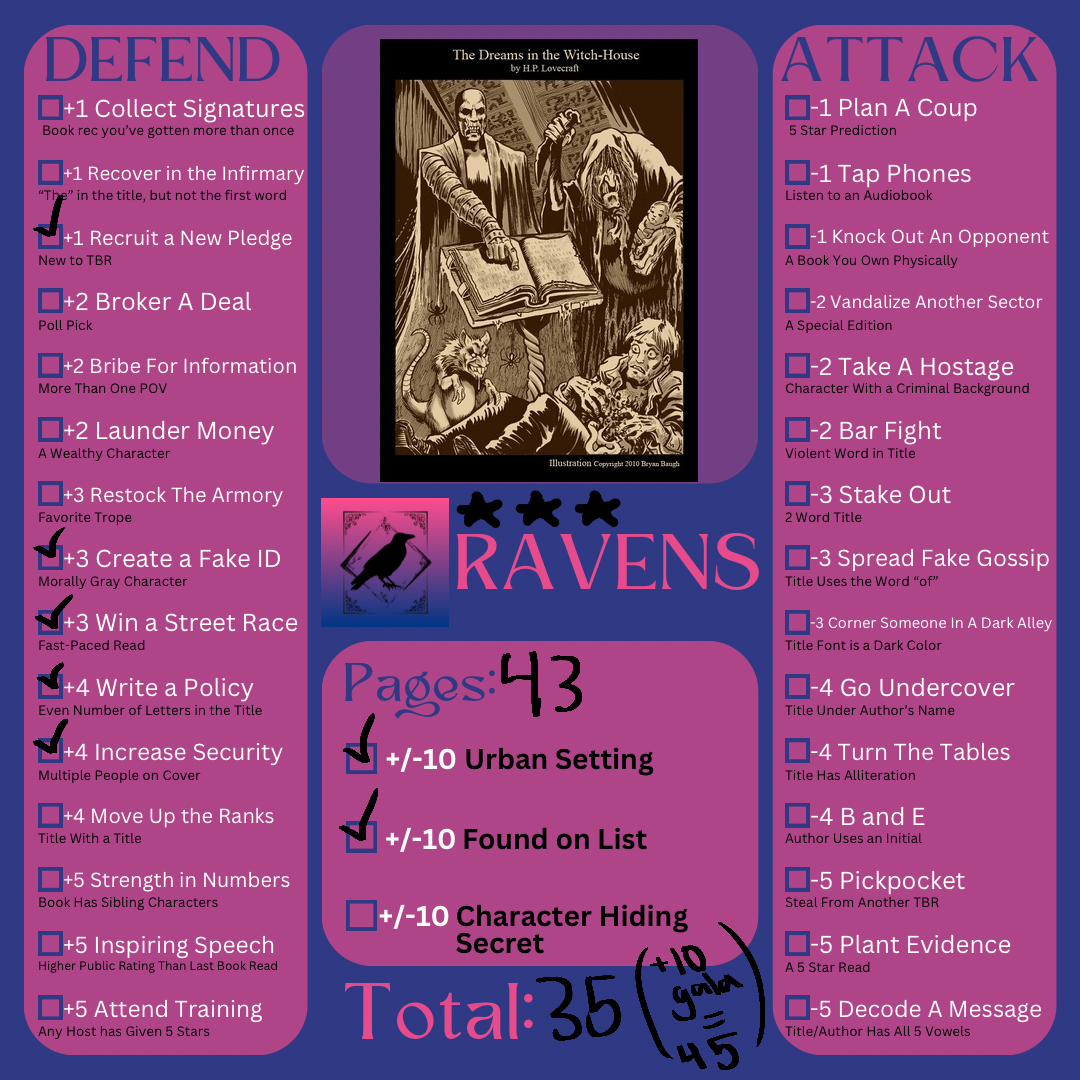 DEFEND
+1 Collect Signatures
Book rec you've gotten more than once
+1 Recover in the Infirmary
"The" in the title, but not the first word
+1 Recruit a New Pledge
New to TBR
+2 Broker A Deal
Poll Pick
+2 Bribe For Information
More Than One POV
+2 Launder Money
A Wealthy Character
+3 Restock The Armory
Favorite Trope
+3 Create a Fake ID
Morally Gray Character
+3 Win a Street Race
Fast-Paced Read
+4 Write a Policy
Even Number of Letters in the Title
+4 Increase Security
Multiple People on Cover
+4 Move Up the Ranks
Title With a Title
+5 Strength in Numbers
Book Has Sibling Characters
+5 Inspiring Speech
Higher Public Rating Than Last Book Read
+5 Attend Training
Any Host has Given 5 Stars
The Dreams in the Witch-House
by H.P. Lovecraft
Illustration Copyright 2010 Bryan Baugh
RAVENS
Pages: 43
+/-10 Urban Setting
+/-10 Found on List
+/-10 Character Hiding
Secret
Total: 35
(+10
gala
=
45)
ATTACK
-1 Plan A Coup
5 Star Prediction
-1 Tap Phones
Listen to an Audiobook
-1 Knock Out An Opponent
A Book You Own Physically
-2 Vandalize Another Sector
A Special Edition
-2 Take A Hostage
Character With a Criminal Background
-2 Bar Fight
Violent Word in Title
-3 Stake Out
2 Word Title
-3 Spread Fake Gossip
Title Uses the Word "of"
-3 Corner Someone In A Dark Alley
Title Font is a Dark Color
-4 Go Undercover
Title Under Author's Name
-4 Turn The Tables
Title Has Alliteration
-4 B and E
Author Uses an Initial
-5 Pickpocket
Steal From Another TBR
-5 Plant Evidence
A 5 Star Read
-5 Decode A Message
Title/Author Has All 5 Vowels